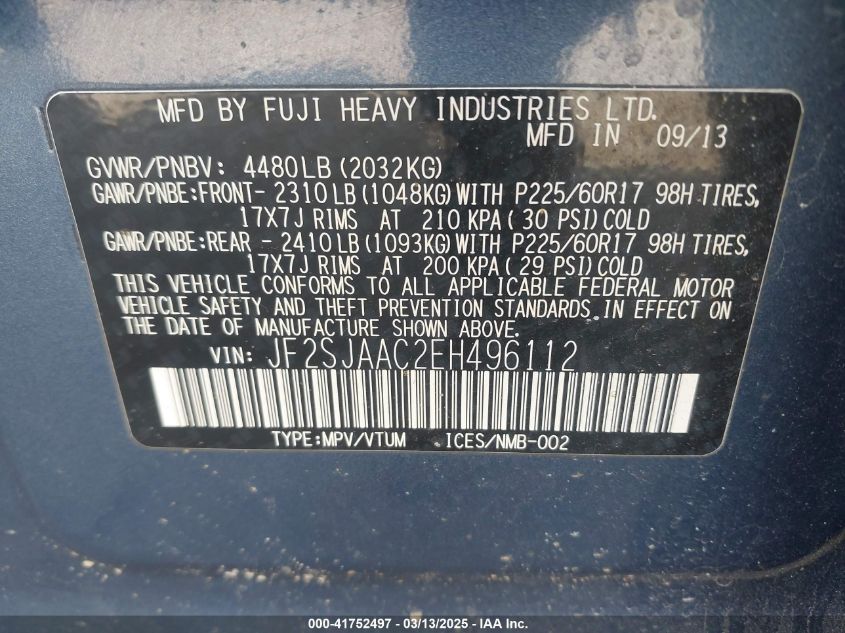 MFD BY FUJI HEAVY INDUSTRIES LTD.
MFD IN 09/13
GVWR/PNBV: 4480LB(2032KG)
GAWR/PNBE:FRONT- 2310LB(1048KG)WITH P225/60R17 98H TIRES,
17X7J RIMS AT 210 KPA(30 PSI)COLD
GAWR/PNBE:REAR - 2410LB(1093KG)WITH P225/60R17 98H TIRES,
17X7J RIMS AT 200 KPA(29 PSI)COLD
THIS VEHICLE CONFORMS TO ALL APPLICABLE FEDERAL MOTOR
VEHICLE SAFETY AND THEFT PREVENTION STANDARDS IN EFFECT ON
THE DATE OF MANUFACTURE SHOWN ABOVE.
VIN: JF2SJAAC2EH496112
TYPE:MPV/VTUM ICES/NMB-002
000-41752497 - 03/13/2025 - IAA Inc.